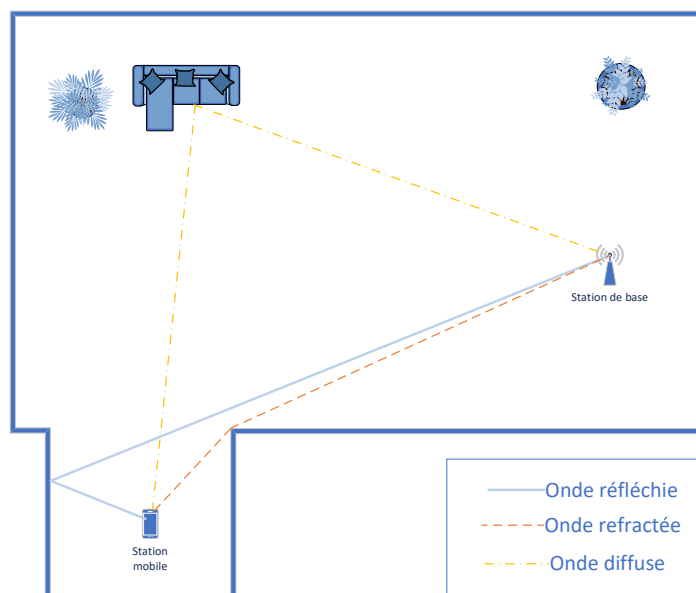 Station de base
Onde réfléchie
Onde refractée
Onde diffuse
Station
mobile